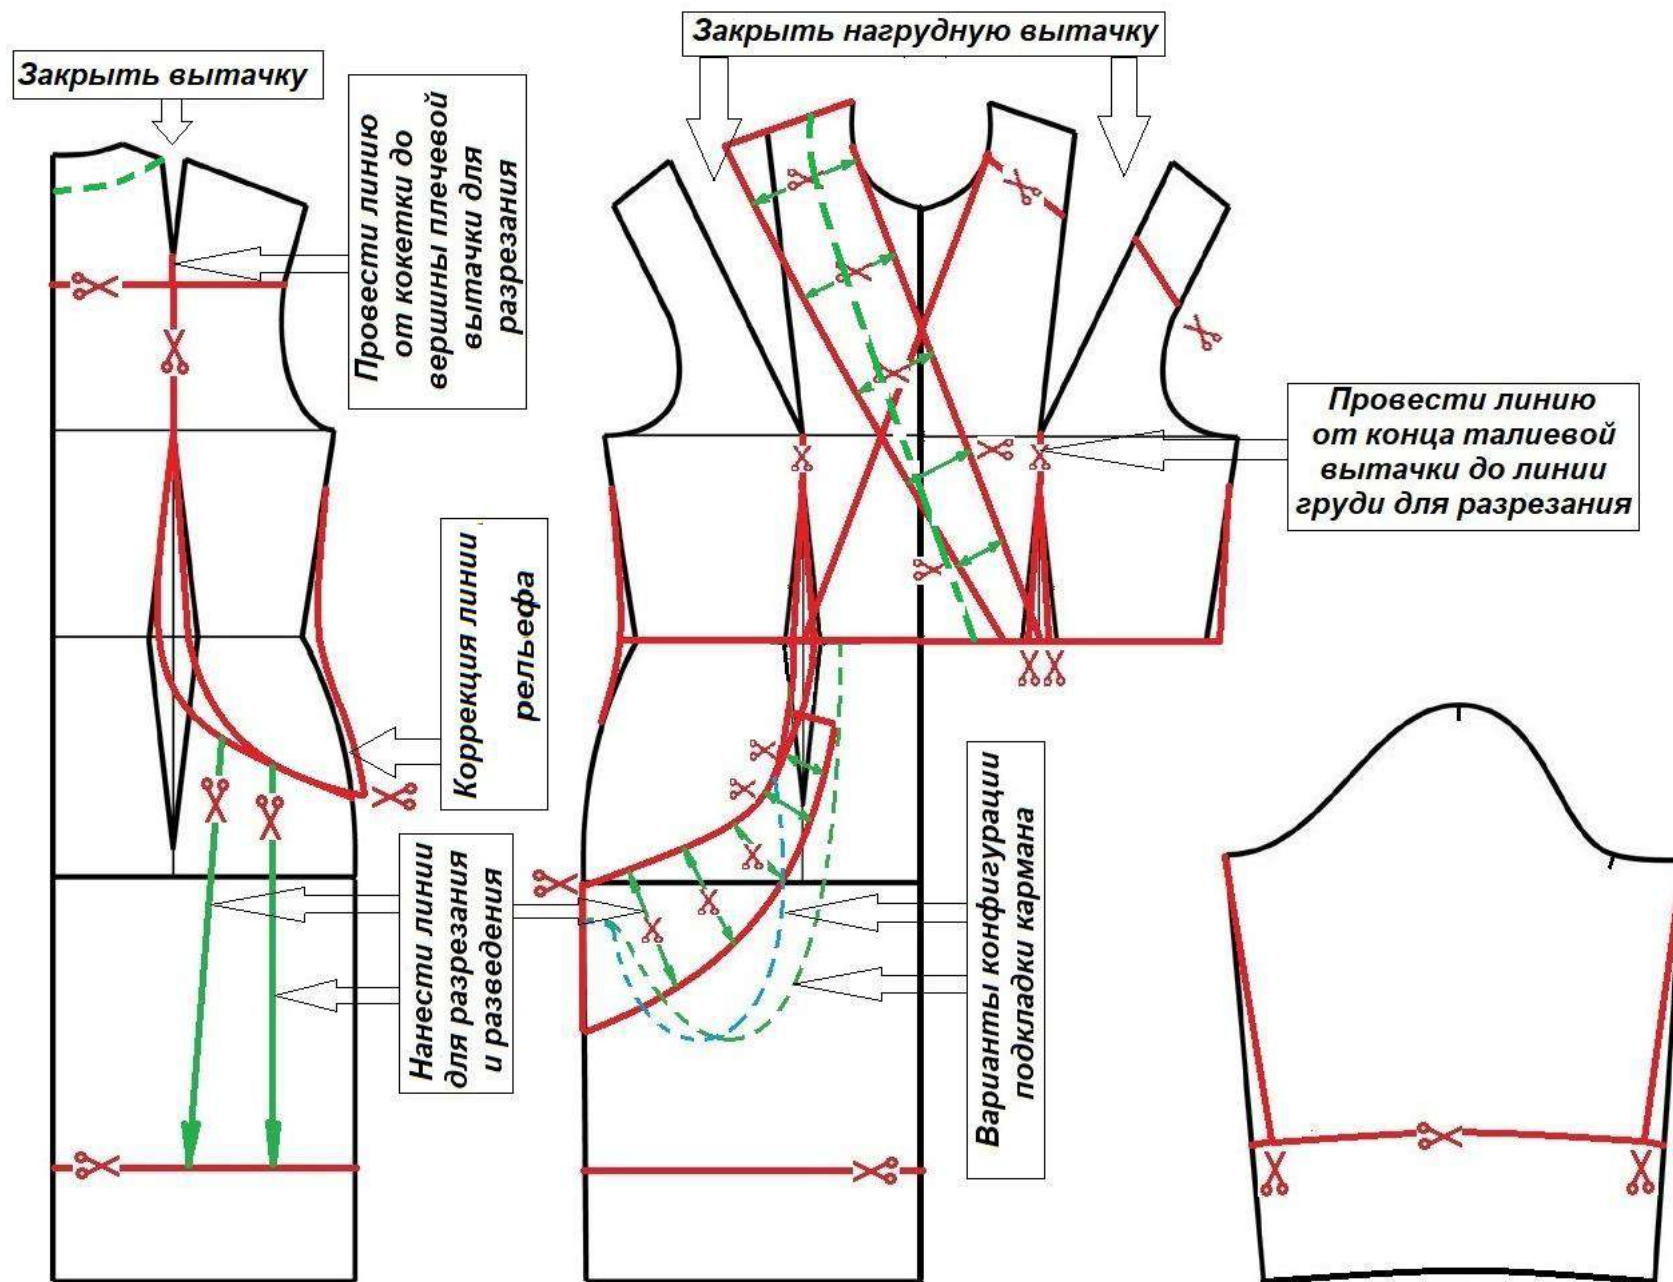 Закрыть вытачку
Закрыть нагрудную вытачку
Провести линию
от кокетки до
вершины плечевой
вытачки для
разрезания
Провести линию
от конца талиевой
вытачки до линии
груди для разрезания
Коррекция линии
рельефа
Нанести линии
для разрезания
и разведения
Варианты конфигурации
подкладки кармана